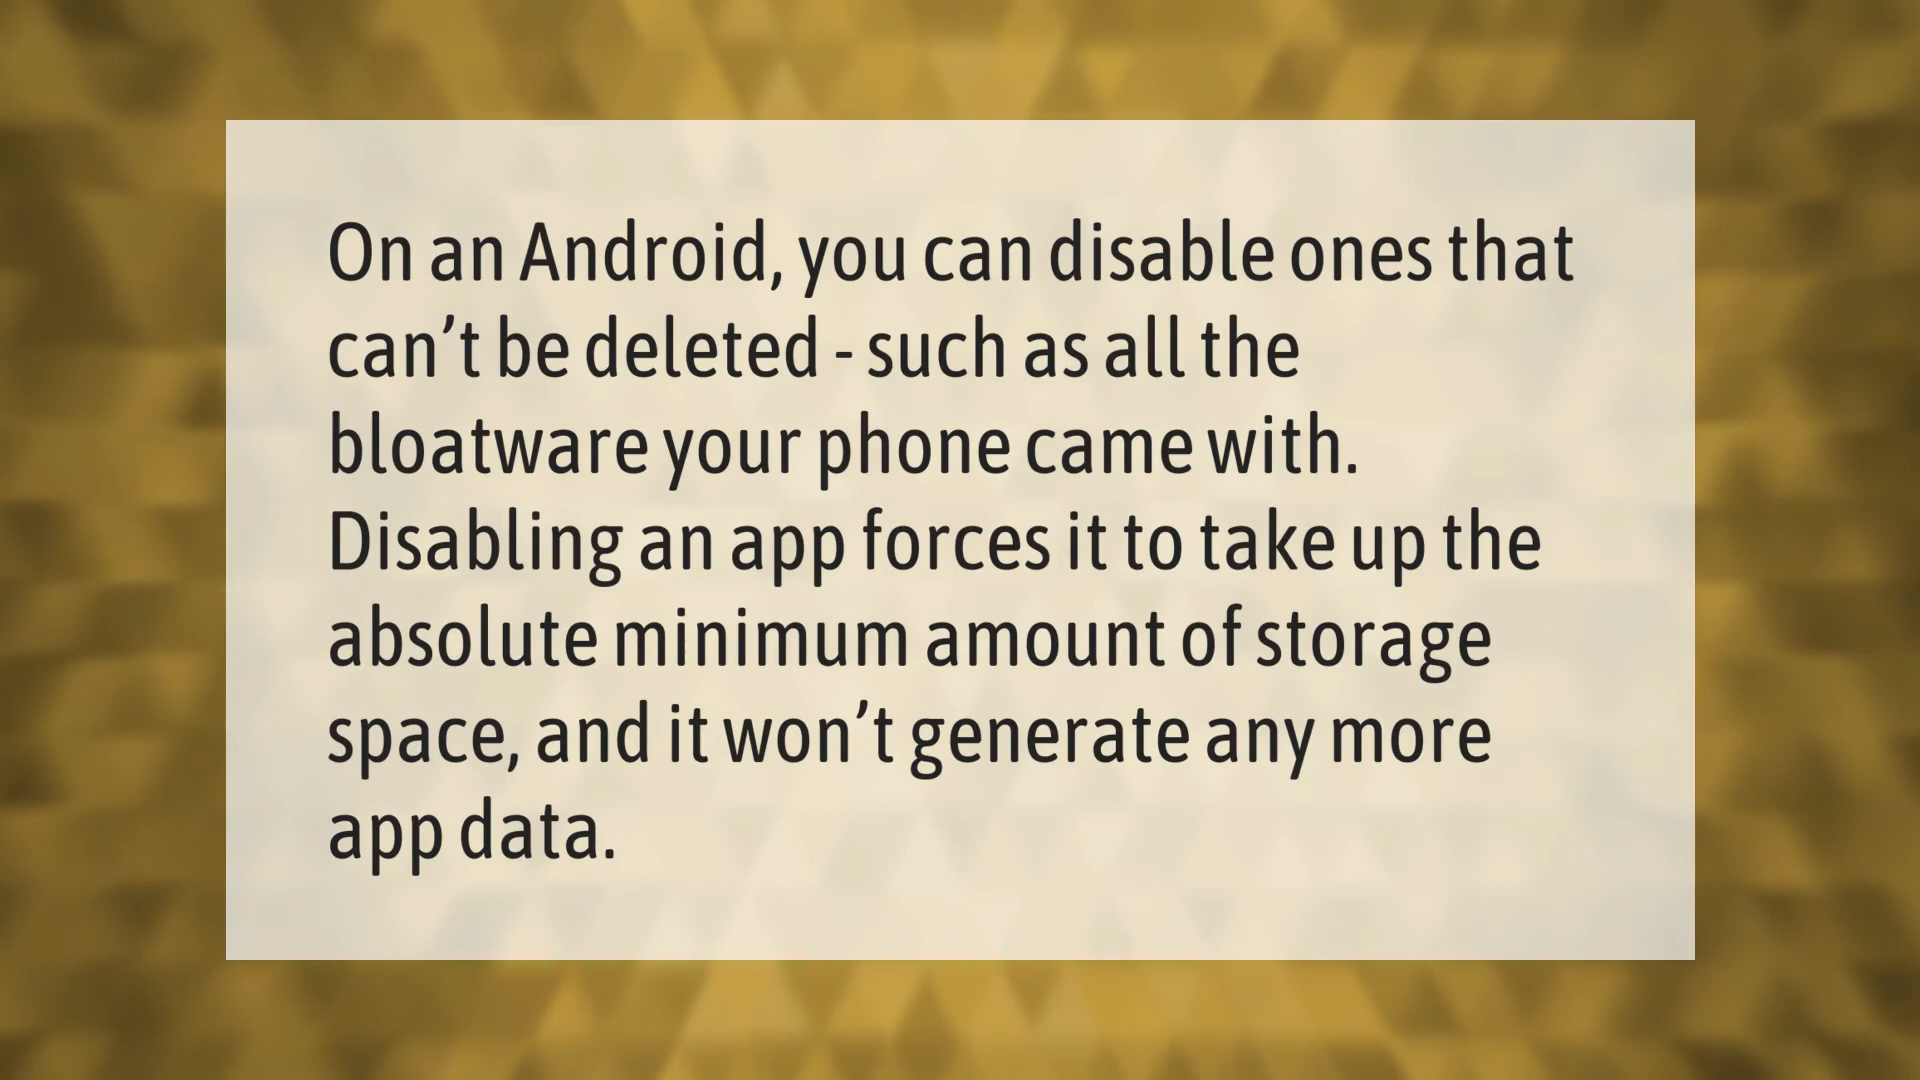 On an Android, you can disable ones that
can’t be deleted - such as all the
bloatware your phone came with.
Disabling an app forces it to take up the
absolute minimum amount of storage
space, and it won’t generate any more
app data.